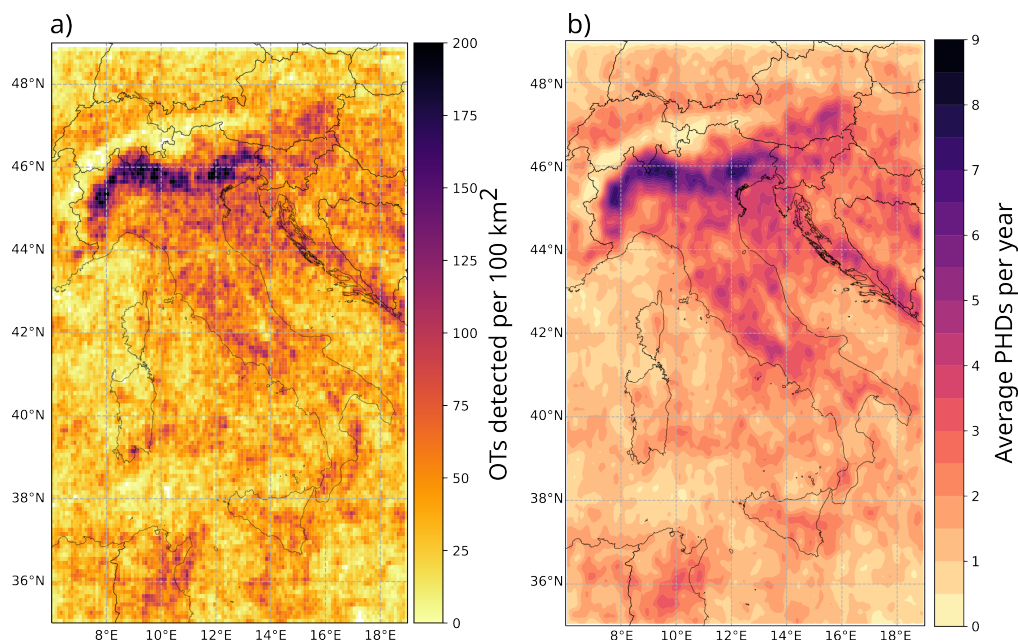 a)
48°N
46°N
44°N
42°N
40°N
38°N
36°N
8°E 10°E 12°E 14°E 16°E 18°E
200
175
150
125
100
75
50
25
0
OTs detected per 100 km²
b)
48°N
46°N
44°N
42°N
40°N
38°N
36°N
8°E 10°E 12°E 14°E 16°E 18°E
9
8
7
6
5
4
3
2
1
0
Average PHDs per year